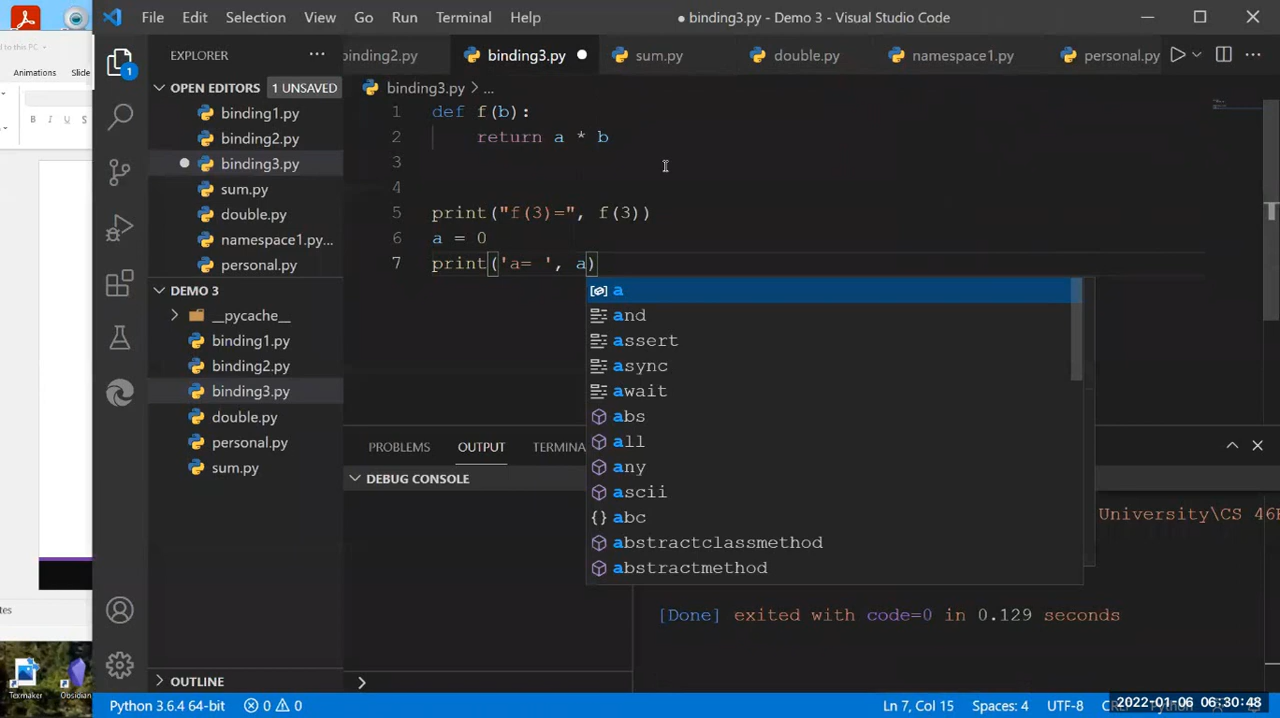 File Edit Selection View Go Run Terminal Help
● binding3.py - Demo 3 - Visual Studio Code
d to this PC
Animations Slide
B I U S
EXPLORER
OPEN EDITORS 1 UNSAVED
binding1.py
binding2.py
binding3.py
sum.py
double.py
namespace1.py...
personal.py
DEMO 3
__pycache__
binding1.py
binding2.py
binding3.py
double.py
personal.py
sum.py
OUTLINE
1
binding2.py binding3.py sum.py double.py namespace1.py personal.py
binding3.py > ...
1 def f(b):
2 return a * b
3
4
5 print("f(3)=", f(3))
6 a = 0
7 print('a= ', a)
a
and
assert
async
await
abs
all
any
ascii
abc
abstractclassmethod
abstractmethod
PROBLEMS OUTPUT TERMINA
DEBUG CONSOLE
University\CS 46
[Done] exited with code=0 in 0.129 seconds
otes
Texmaker
Python 3.6.4 64-bit 0 0 Ln 7, Col 15 Spaces: 4 UTF-8
2022-01-06 06:30:48